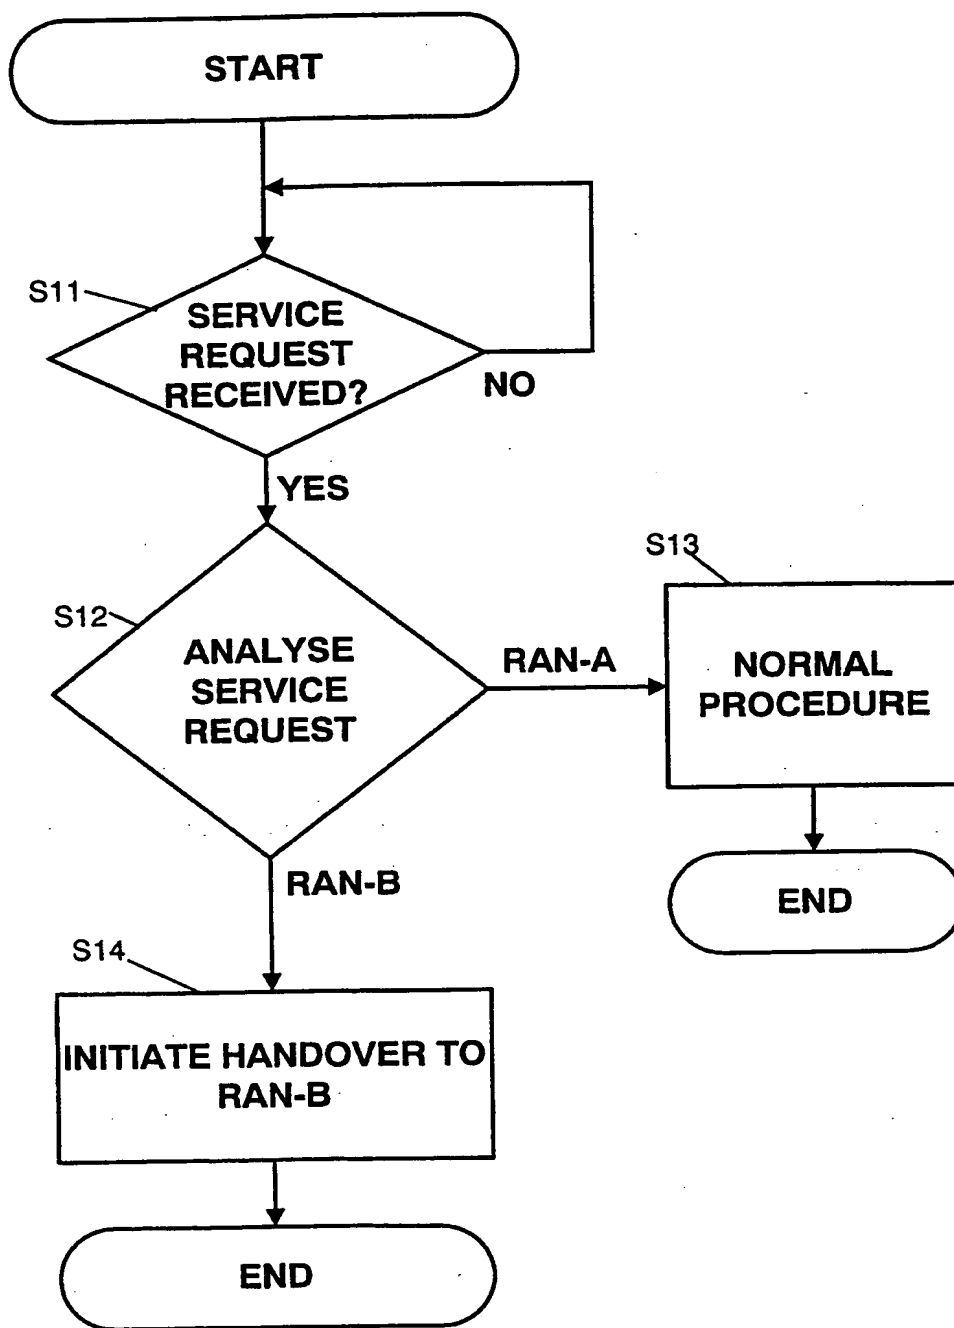 START
S11
SERVICE
REQUEST
RECEIVED?
NO
YES
S12
ANALYSE
SERVICE
REQUEST
RAN-A
S13
NORMAL
PROCEDURE
END
RAN-B
S14
INITIATE HANDOVER TO
RAN-B
END